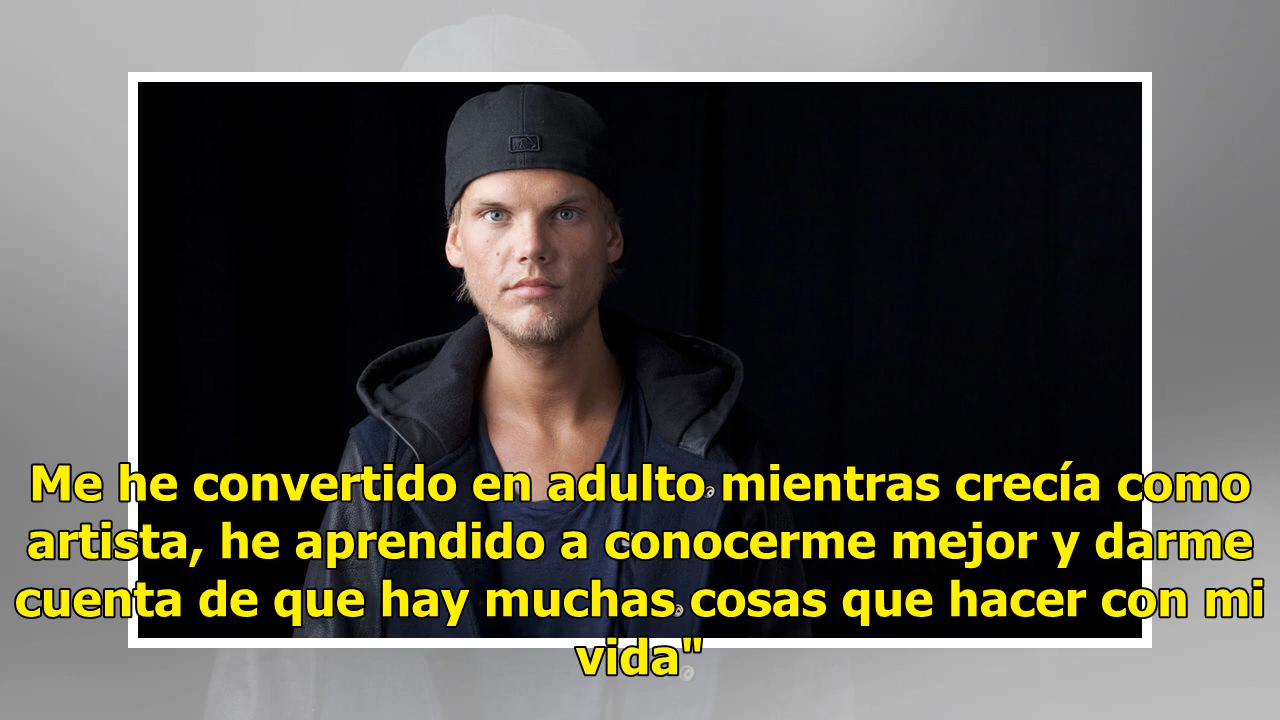 Me he convertido en adulto mientras crecía como
artista, he aprendido a conocerme mejor y darme
cuenta de que hay muchas cosas que hacer con mi
vida"